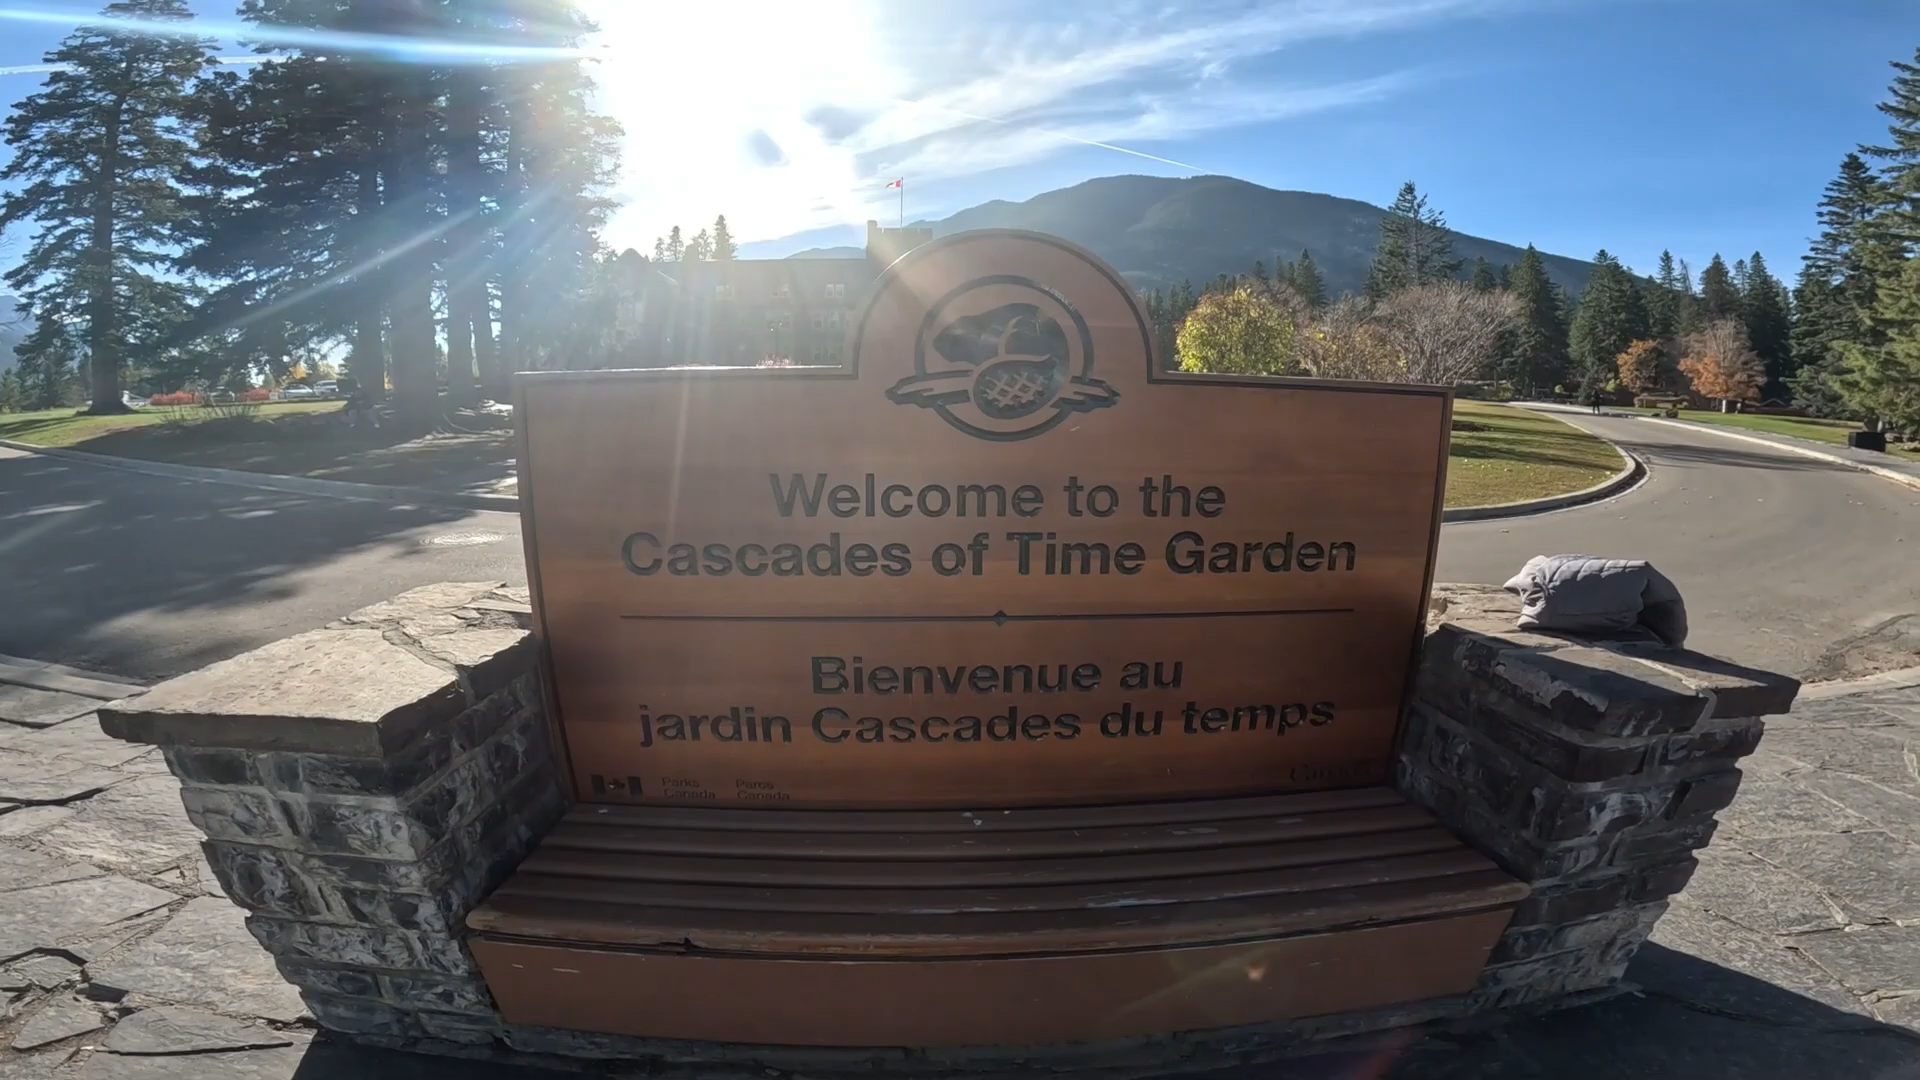 Welcome to the
Cascades of Time Garden
Bienvenue au
jardin Cascades du temps
Parks Parcs
Canada Canada